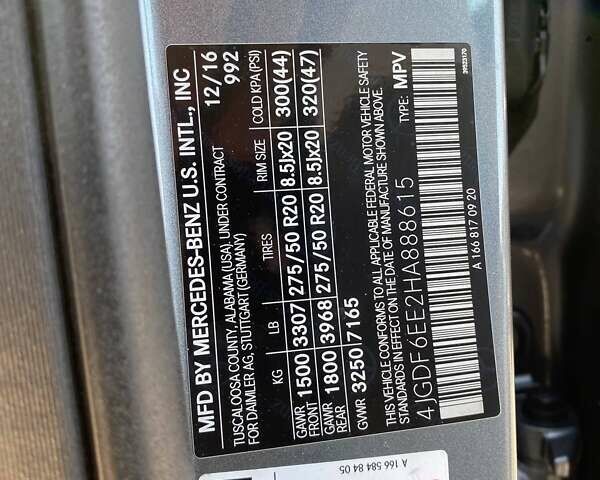 MFD BY MERCEDES-BENZ U.S. INTL., INC
TUSCALOOSA COUNTY, ALABAMA (USA), UNDER CONTRACT 12/16
FOR DAIMLER AG, STUTTGART (GERMANY) 992
KG LB TIRES RIM SIZE COLD KPA (PSI)
GAWR FRONT 1500 3307 275/50 R20 8.5Jx20 300(44)
GAWR REAR 1800 3968 275/50 R20 8.5Jx20 320(47)
GVWR 3250 7165
THIS VEHICLE CONFORMS TO ALL APPLICABLE FEDERAL MOTOR VEHICLE SAFETY
STANDARDS IN EFFECT ON THE DATE OF MANUFACTURE SHOWN ABOVE.
4JGDF6EE2HA888615 TYPE: MPV
A 166 817 09 20
39523170
A 166 584 84 05